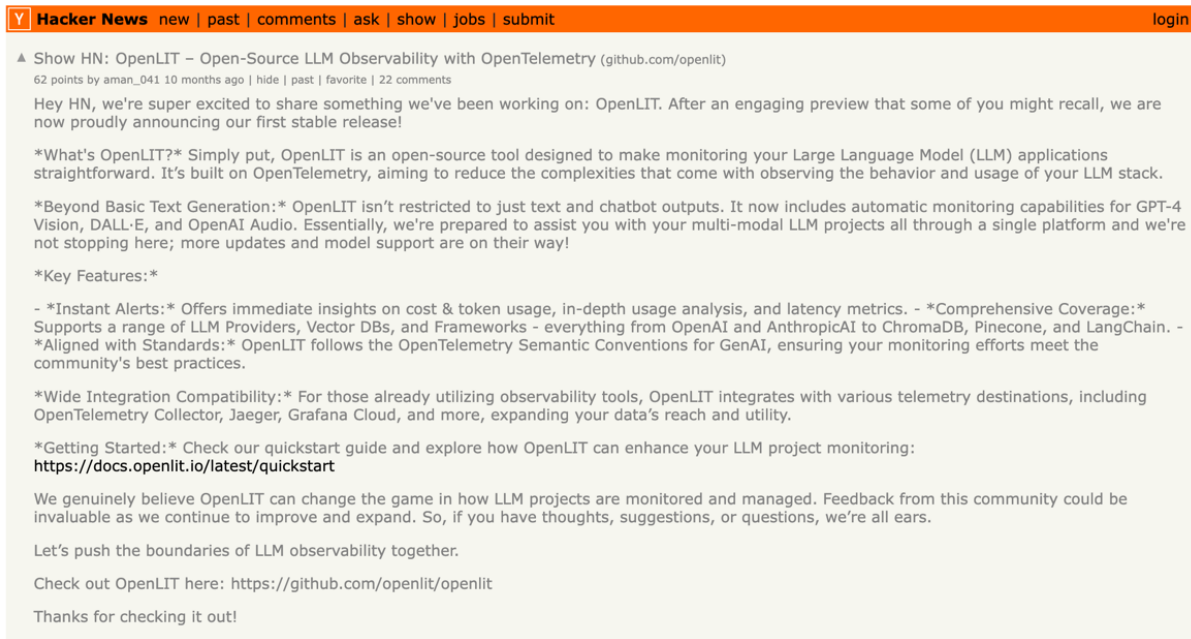 Y Hacker News new | past | comments | ask | show | jobs | submit login
▲ Show HN: OpenLIT – Open-Source LLM Observability with OpenTelemetry (github.com/openlit)
62 points by aman_041 10 months ago | hide | past | favorite | 22 comments
Hey HN, we're super excited to share something we've been working on: OpenLIT. After an engaging preview that some of you might recall, we are
now proudly announcing our first stable release!
*What's OpenLIT?* Simply put, OpenLIT is an open-source tool designed to make monitoring your Large Language Model (LLM) applications
straightforward. It’s built on OpenTelemetry, aiming to reduce the complexities that come with observing the behavior and usage of your LLM stack.
*Beyond Basic Text Generation:* OpenLIT isn’t restricted to just text and chatbot outputs. It now includes automatic monitoring capabilities for GPT-4
Vision, DALL·E, and OpenAI Audio. Essentially, we're prepared to assist you with your multi-modal LLM projects all through a single platform and we're
not stopping here; more updates and model support are on their way!
*Key Features:*
- *Instant Alerts:* Offers immediate insights on cost & token usage, in-depth usage analysis, and latency metrics. - *Comprehensive Coverage:*
Supports a range of LLM Providers, Vector DBs, and Frameworks - everything from OpenAI and AnthropicAI to ChromaDB, Pinecone, and LangChain. -
*Aligned with Standards:* OpenLIT follows the OpenTelemetry Semantic Conventions for GenAI, ensuring your monitoring efforts meet the
community's best practices.
*Wide Integration Compatibility:* For those already utilizing observability tools, OpenLIT integrates with various telemetry destinations, including
OpenTelemetry Collector, Jaeger, Grafana Cloud, and more, expanding your data’s reach and utility.
*Getting Started:* Check our quickstart guide and explore how OpenLIT can enhance your LLM project monitoring:
https://docs.openlit.io/latest/quickstart
We genuinely believe OpenLIT can change the game in how LLM projects are monitored and managed. Feedback from this community could be
invaluable as we continue to improve and expand. So, if you have thoughts, suggestions, or questions, we’re all ears.
Let’s push the boundaries of LLM observability together.
Check out OpenLIT here: https://github.com/openlit/openlit
Thanks for checking it out!